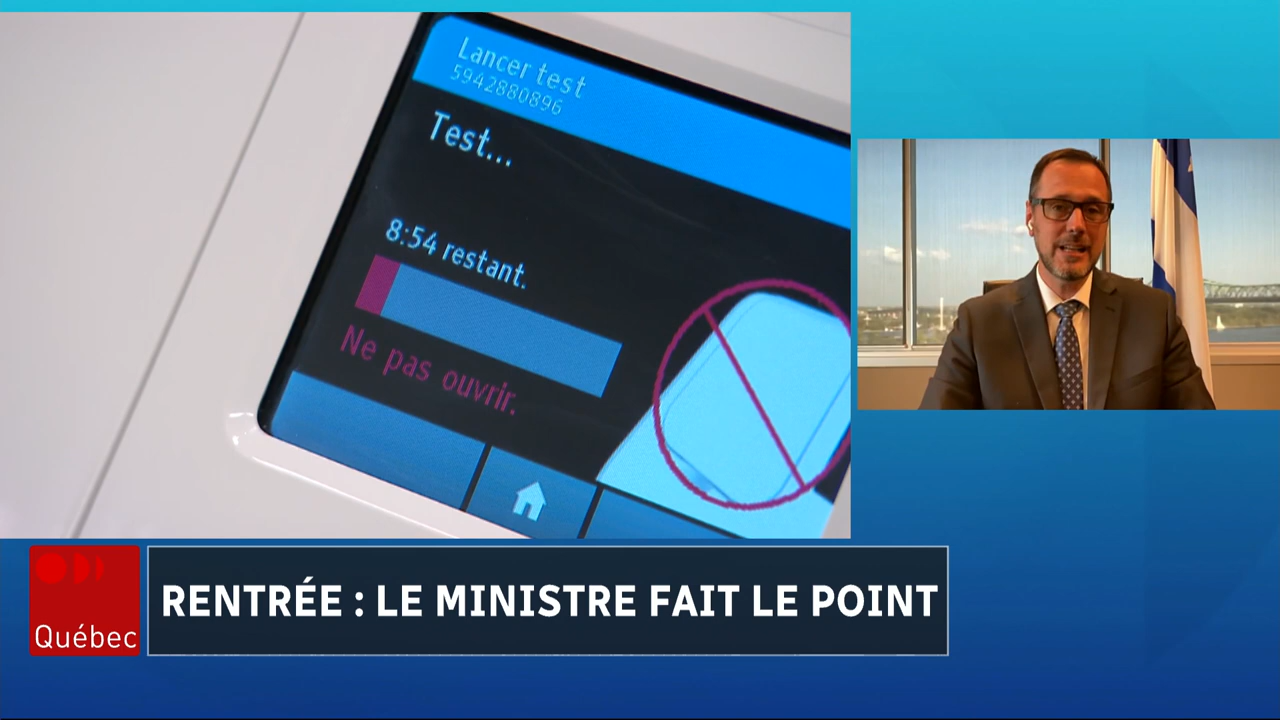 Lancer test
5942880896
Test...
8:54 restant.
Ne pas ouvrir.
RENTRÉE : LE MINISTRE FAIT LE POINT
Québec